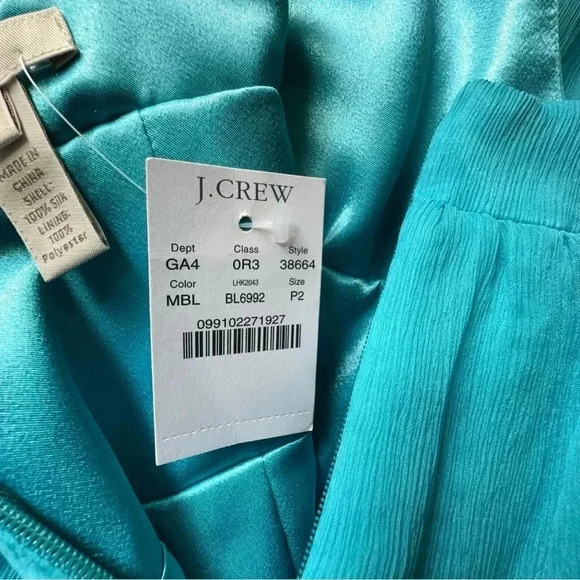 MADE IN
CHINA
SHELL:
100% SILK
LINING:
100%
Polyester
J.CREW
Dept Class Style
GA4 0R3 38664
Color LHK2043 Size
MBL BL6992 P2
099102271927